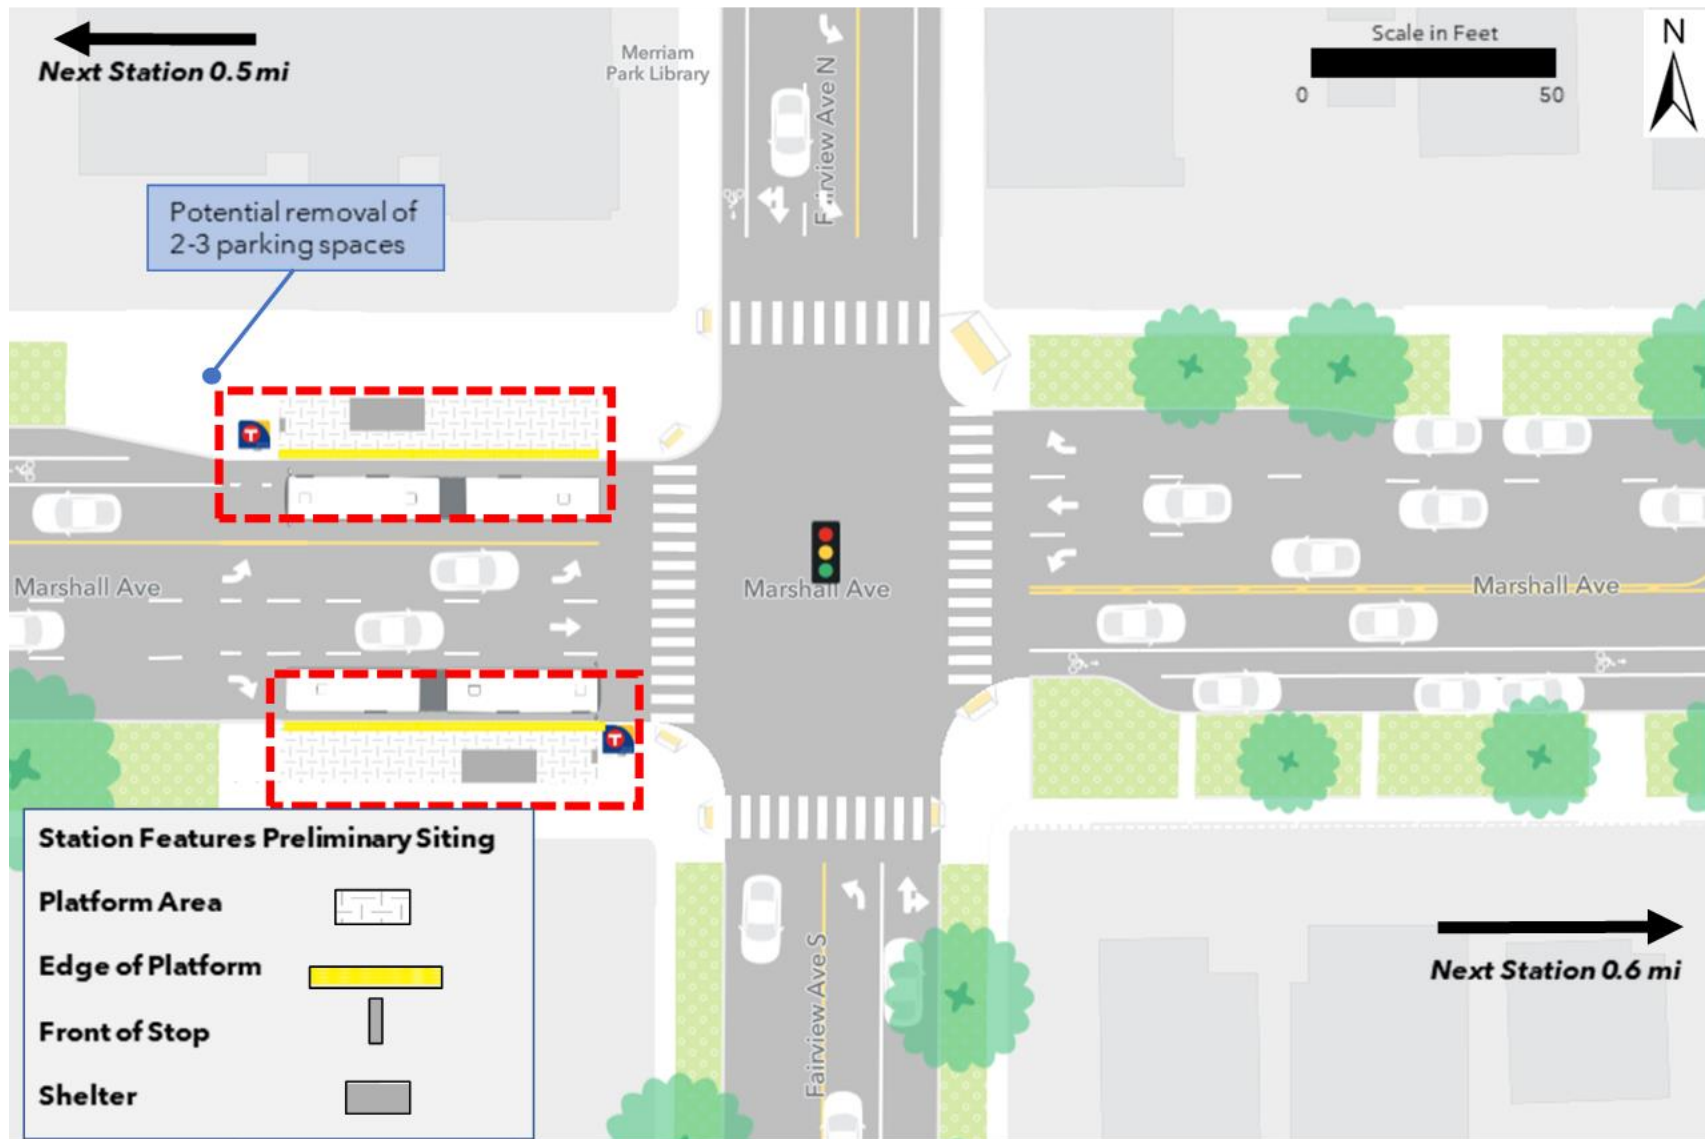 Next Station 0.5 mi
Merriam
Park Library
Fairview Ave N
Scale in Feet
0
50
N
Potential removal of
2-3 parking spaces
T
Marshall Ave
Marshall Ave
Marshall Ave
T
Station Features Preliminary Siting
Platform Area
Edge of Platform
Front of Stop
Shelter
Fairview Ave S
Next Station 0.6 mi